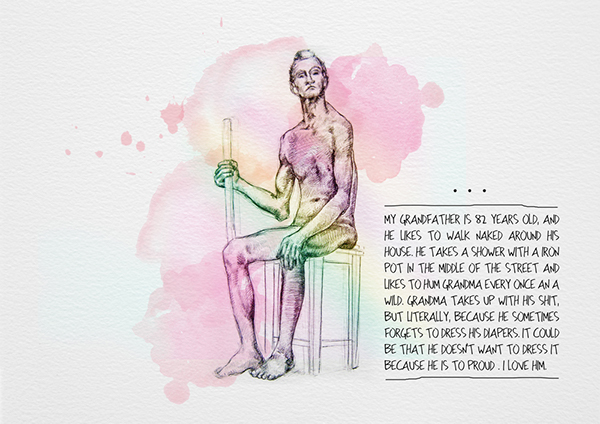 ...
MY GRANDFATHER IS 82 YEARS OLD, AND
HE LIKES TO WALK NAKED AROUND HIS
HOUSE. HE TAKES A SHOWER WITH A IRON
POT IN THE MIDDLE OF THE STREET AND
LIKES TO HUM GRANDMA EVERY ONCE AN A
WILD. GRANDMA TAKES UP WITH HIS SHIT,
BUT LITERALLY, BECAUSE HE SOMETIMES
FORGETS TO DRESS HIS DIAPERS. IT COULD
BE THAT HE DOESN'T WANT TO DRESS IT
BECAUSE HE IS TO PROUD . I LOVE HIM.